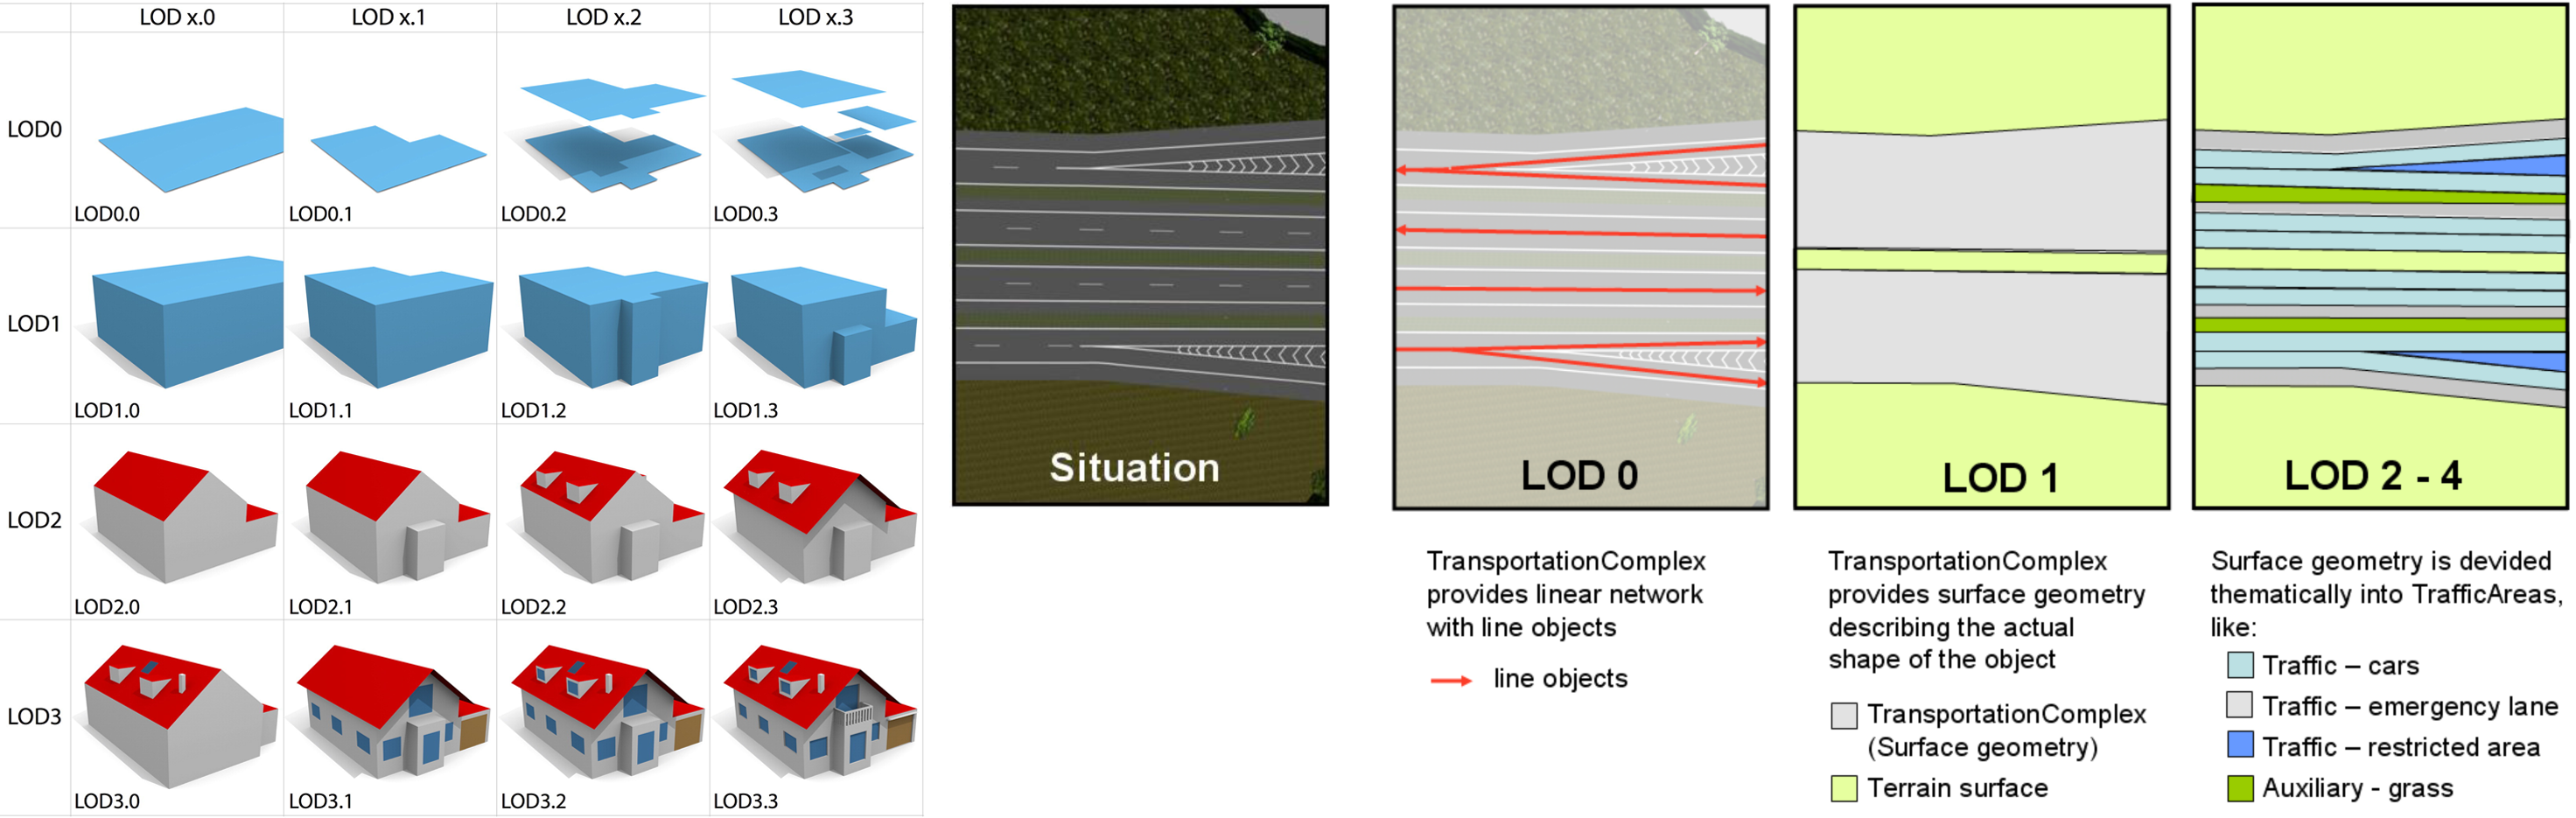 LOD x.0
LOD x.1
LOD x.2
LOD x.3
LOD0
LOD0.0
LOD0.1
LOD0.2
LOD0.3
LOD1
LOD1.0
LOD1.1
LOD1.2
LOD1.3
LOD2
LOD2.0
LOD2.1
LOD2.2
LOD2.3
LOD3
LOD3.0
LOD3.1
LOD3.2
LOD3.3
Situation
LOD 0
TransportationComplex
provides linear network
with line objects
line objects
LOD 1
TransportationComplex
provides surface geometry
describing the actual
shape of the object
TransportationComplex
(Surface geometry)
Terrain surface
LOD 2 - 4
Surface geometry is devided
thematically into TrafficAreas,
like:
Traffic – cars
Traffic – emergency lane
Traffic – restricted area
Auxiliary - grass